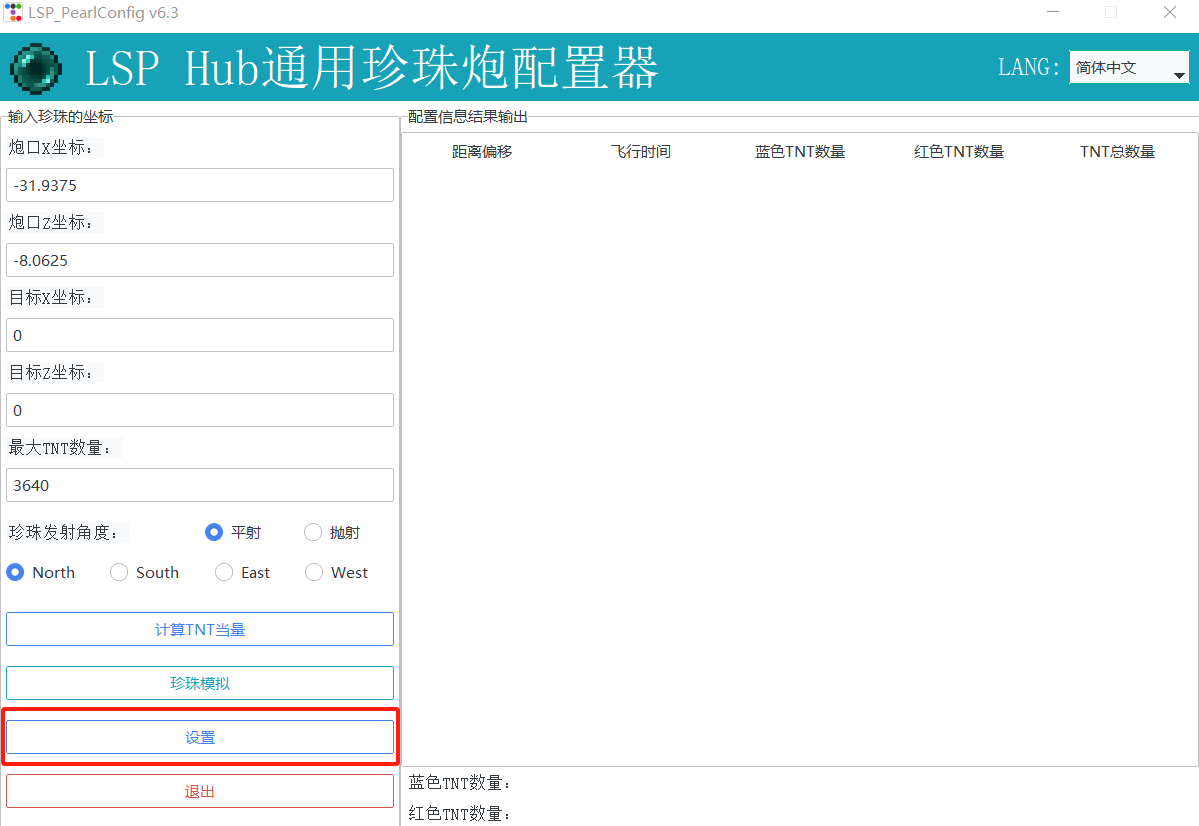 LSP_PearlConfig v6.3
LSP Hub通用珍珠炮配置器
LANG:
简体中文
输入珍珠的坐标
炮口X坐标：
-31.9375
炮口Z坐标：
-8.0625
目标X坐标：
0
目标Z坐标：
0
最大TNT数量：
3640
珍珠发射角度： 平射 抛射
North South East West
计算TNT当量
珍珠模拟
设置
退出
配置信息结果输出
距离偏移 飞行时间 蓝色TNT数量 红色TNT数量 TNT总数量
蓝色TNT数量：
红色TNT数量：